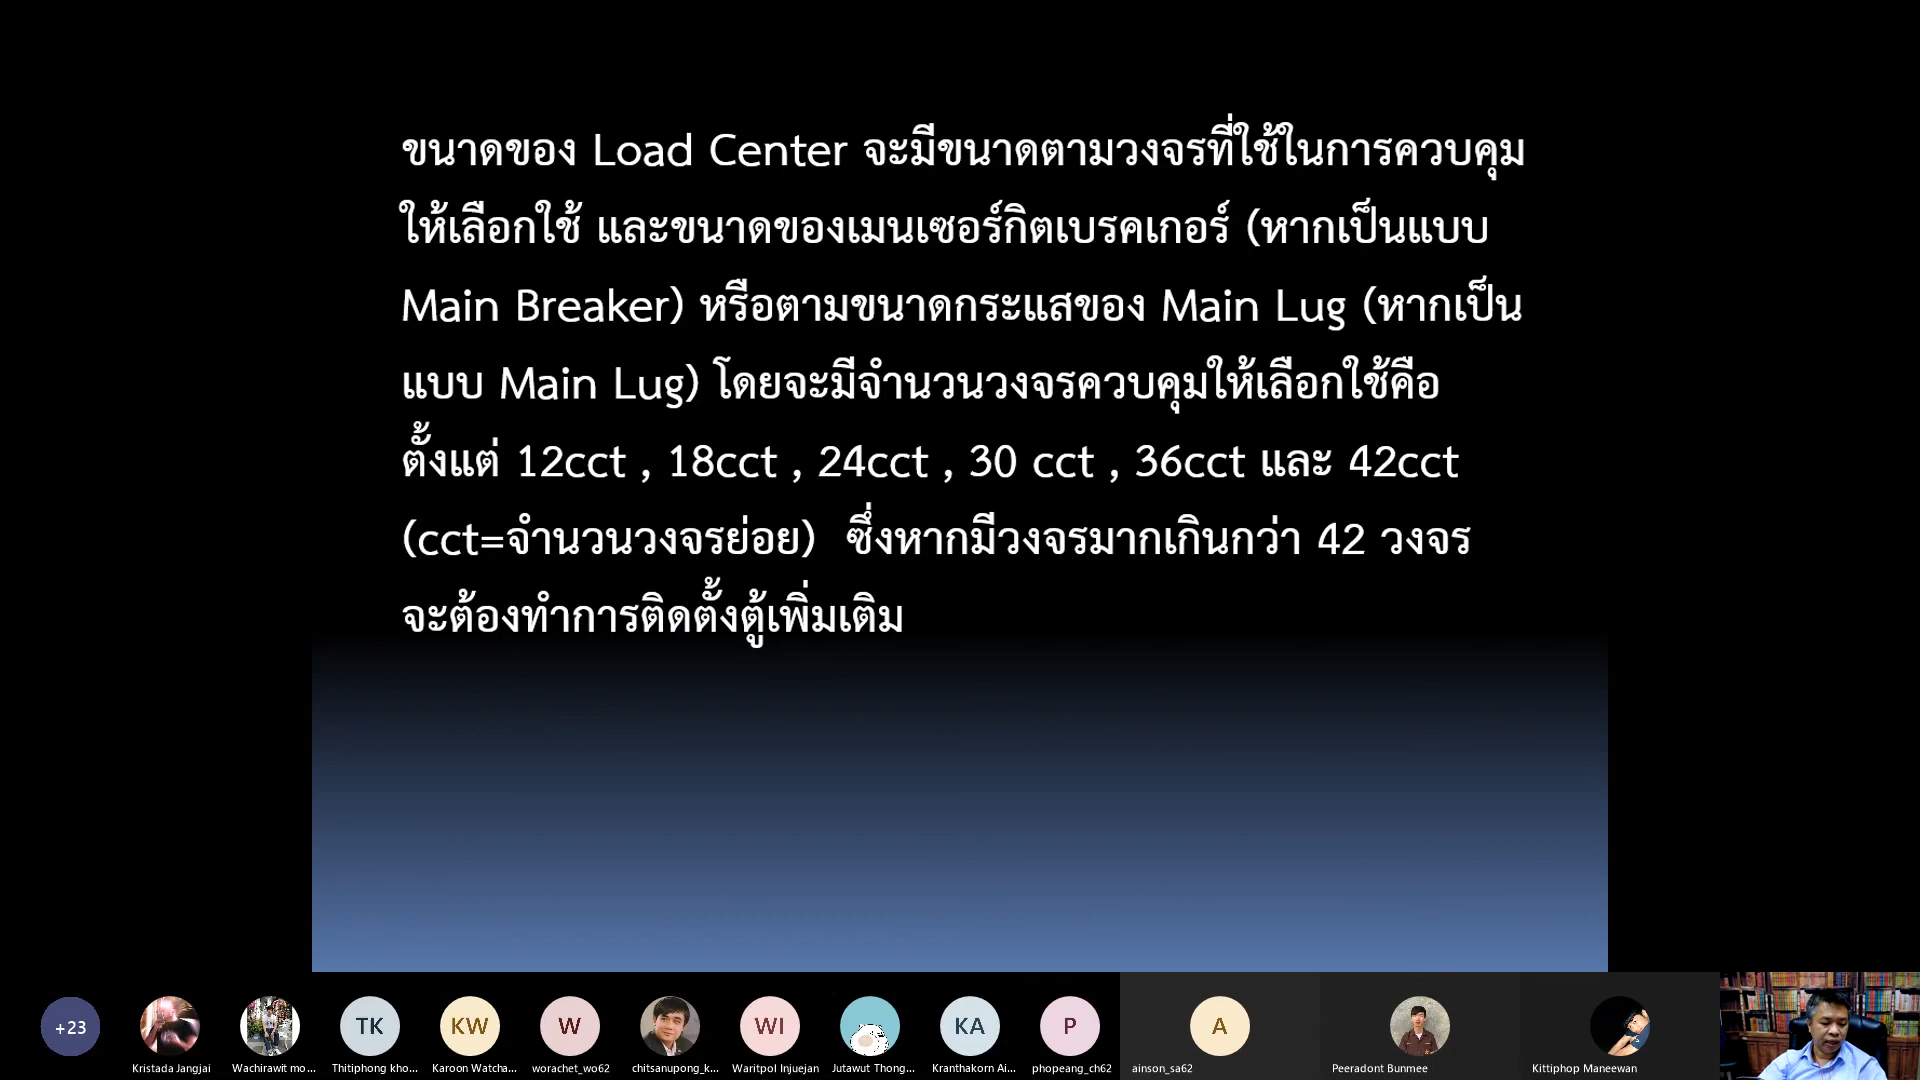 ขนาดของ Load Center จะมีขนาดตามวงจรที่ใช้ในการควบคุม
ให้เลือกใช้ และขนาดของเมนเซอร์กิตเบรคเกอร์ (หากเป็นแบบ
Main Breaker) หรือตามขนาดกระแสของ Main Lug (หากเป็น
แบบ Main Lug) โดยจะมีจำนวนวงจรควบคุมให้เลือกใช้คือ
ตั้งแต่ 12cct , 18cct , 24cct , 30 cct , 36cct และ 42cct
(cct=จำนวนวงจรย่อย)  ซึ่งหากมีวงจรมากเกินกว่า 42 วงจร
จะต้องทำการติดตั้งตู้เพิ่มเติม
+23 TK KW W WI KA P A
Kristada Jangjai Wachirawit mo... Thitiphong kho... Karoon Watcha... worachet_wo62 chitsanupong_k... Waritpol Injuejan Jutawut Thong... Kranthakorn Ai... phopeang_ch62 ainson_sa62 Peeradont Bunmee Kittiphop Maneewan